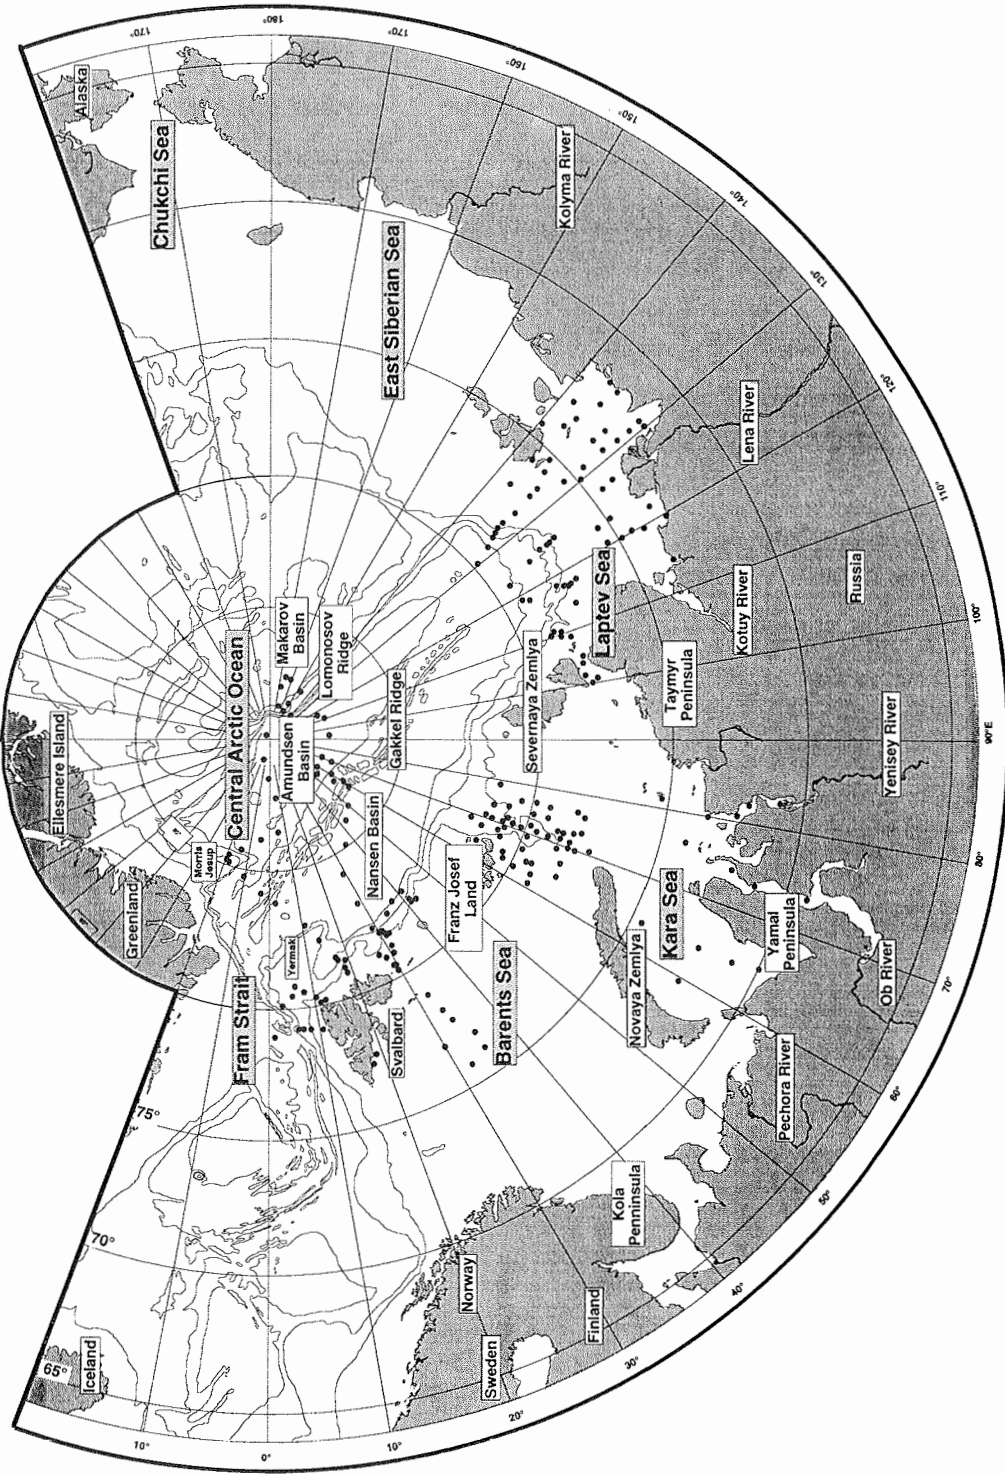 180°
170°
170°
160°
150°
140°
130°
120°
110°
100°
90°E
80°
70°
60°
50°
40°
30°
20°
10°
0°
10°
65°
70°
75°
Alaska
Chukchi Sea
Kolyma River
East Siberian Sea
Lena River
Laptev Sea
Kotuy River
Russia
Makarov
Basin
Lomonosov
Ridge
Central Arctic Ocean
Ellesmere Island
Severnaya Zemlya
Taymyr
Peninsula
Gakkel Ridge
Amundsen
Basin
Yenisey River
Morris
Jesup
Nansen Basin
Greenland
Franz Josef
Land
Kara Sea
Yamal
Peninsula
Yermak
Novaya Zemlya
Ob River
Fram Strait
Svalbard
Barents Sea
Pechora River
Kola
Penninsula
Norway
Finland
Sweden
Iceland